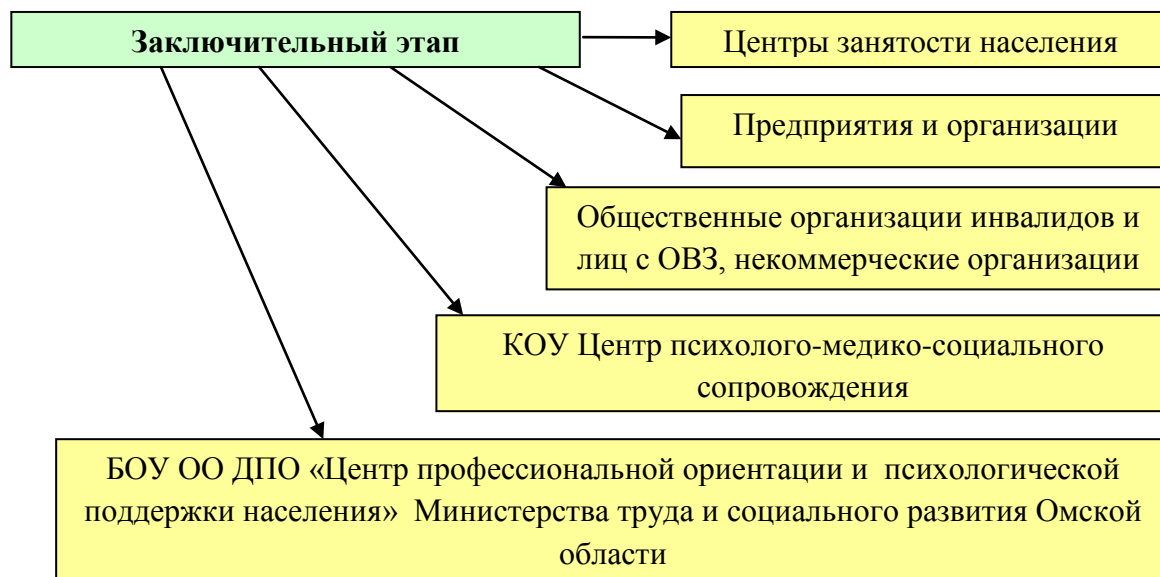 Заключительный этап
Центры занятости населения
Предприятия и организации
Общественные организации инвалидов и
лиц с ОВЗ, некоммерческие организации
КОУ Центр психолого-медико-социального
сопровождения
БОУ ОО ДПО «Центр профессиональной ориентации и психологической
поддержки населения» Министерства труда и социального развития Омской
области